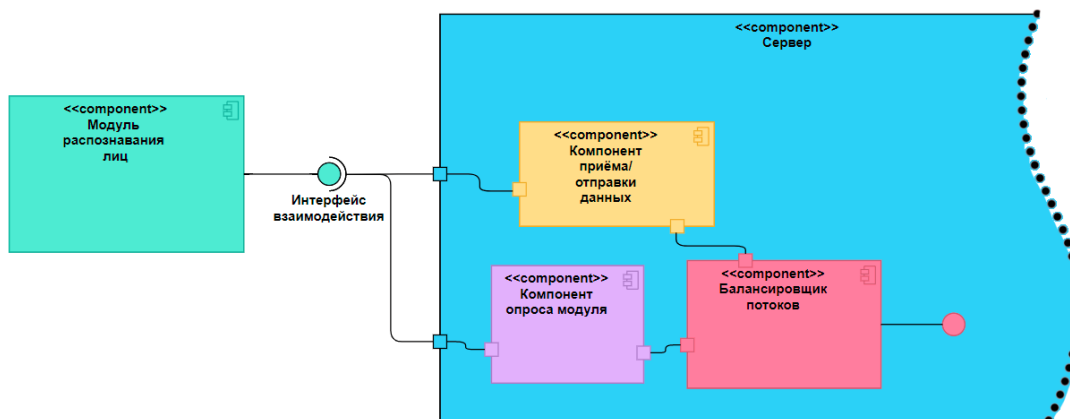 <<component>>
Сервер
<<component>>
Модуль
распознавания
лиц
Интерфейс
взаимодействия
<<component>>
Компонент
приёма/
отправки
данных
<<component>>
Компонент
опроса модуля
<<component>>
Балансировщик
потоков